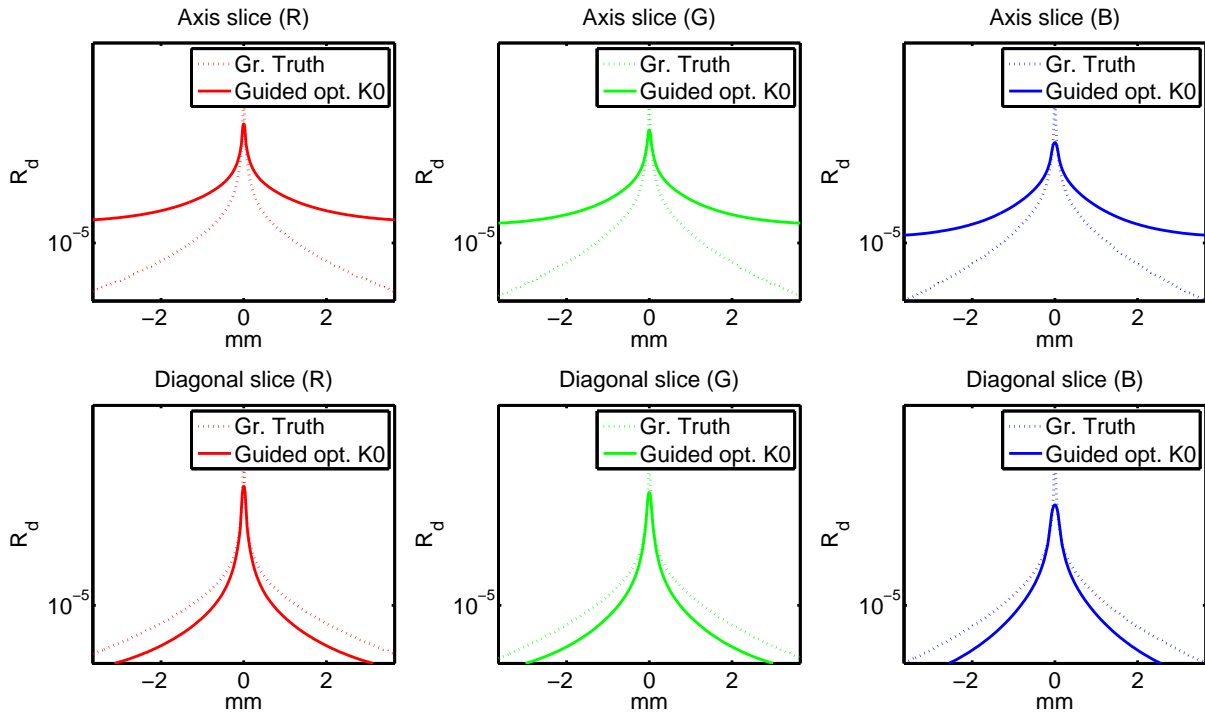 Axis slice (R)
Gr. Truth
Guided opt. K0
R_d
10^-5
−2 0 2
mm
Axis slice (G)
Gr. Truth
Guided opt. K0
R_d
10^-5
−2 0 2
mm
Axis slice (B)
Gr. Truth
Guided opt. K0
R_d
10^-5
−2 0 2
mm
Diagonal slice (R)
Gr. Truth
Guided opt. K0
R_d
10^-5
−2 0 2
mm
Diagonal slice (G)
Gr. Truth
Guided opt. K0
R_d
10^-5
−2 0 2
mm
Diagonal slice (B)
Gr. Truth
Guided opt. K0
R_d
10^-5
−2 0 2
mm